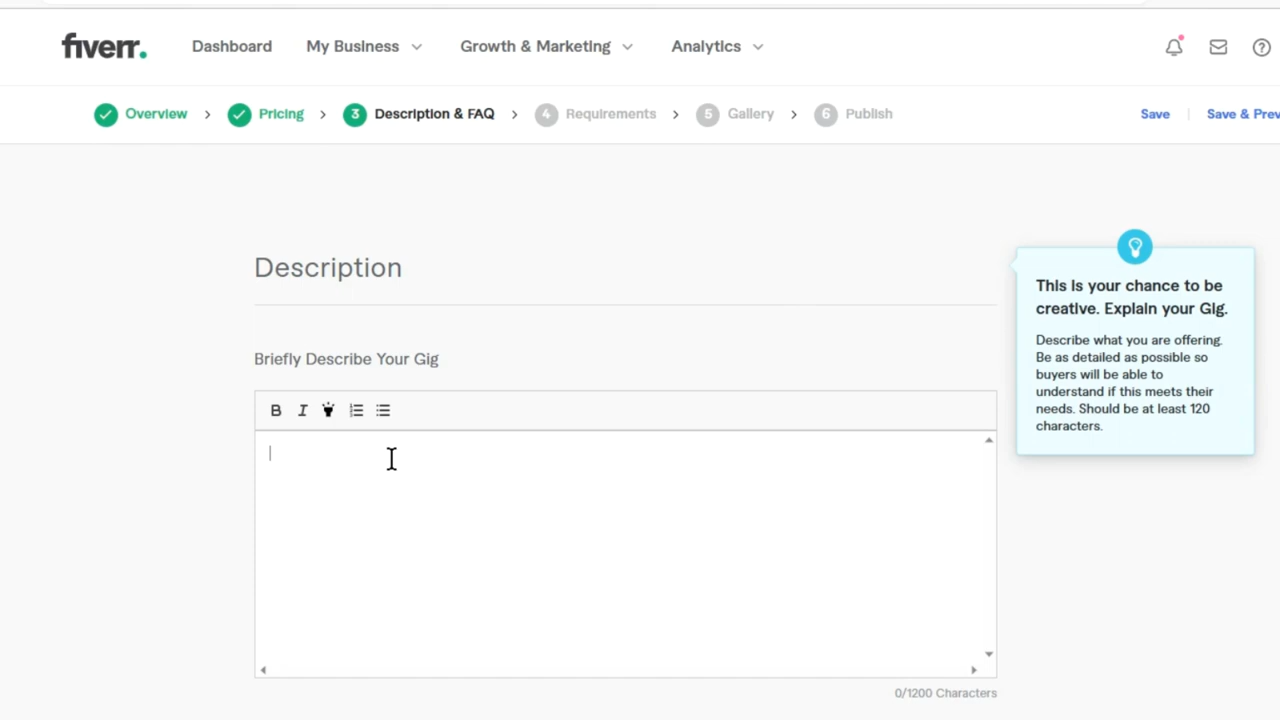 fiverr.
Dashboard My Business Growth & Marketing Analytics
Overview Pricing 3 Description & FAQ 4 Requirements 5 Gallery 6 Publish Save Save & Prev
Description
This is your chance to be
creative. Explain your Gig.
Describe what you are offering.
Be as detailed as possible so
buyers will be able to
understand if this meets their
needs. Should be at least 120
characters.
Briefly Describe Your Gig
B I
0/1200 Characters